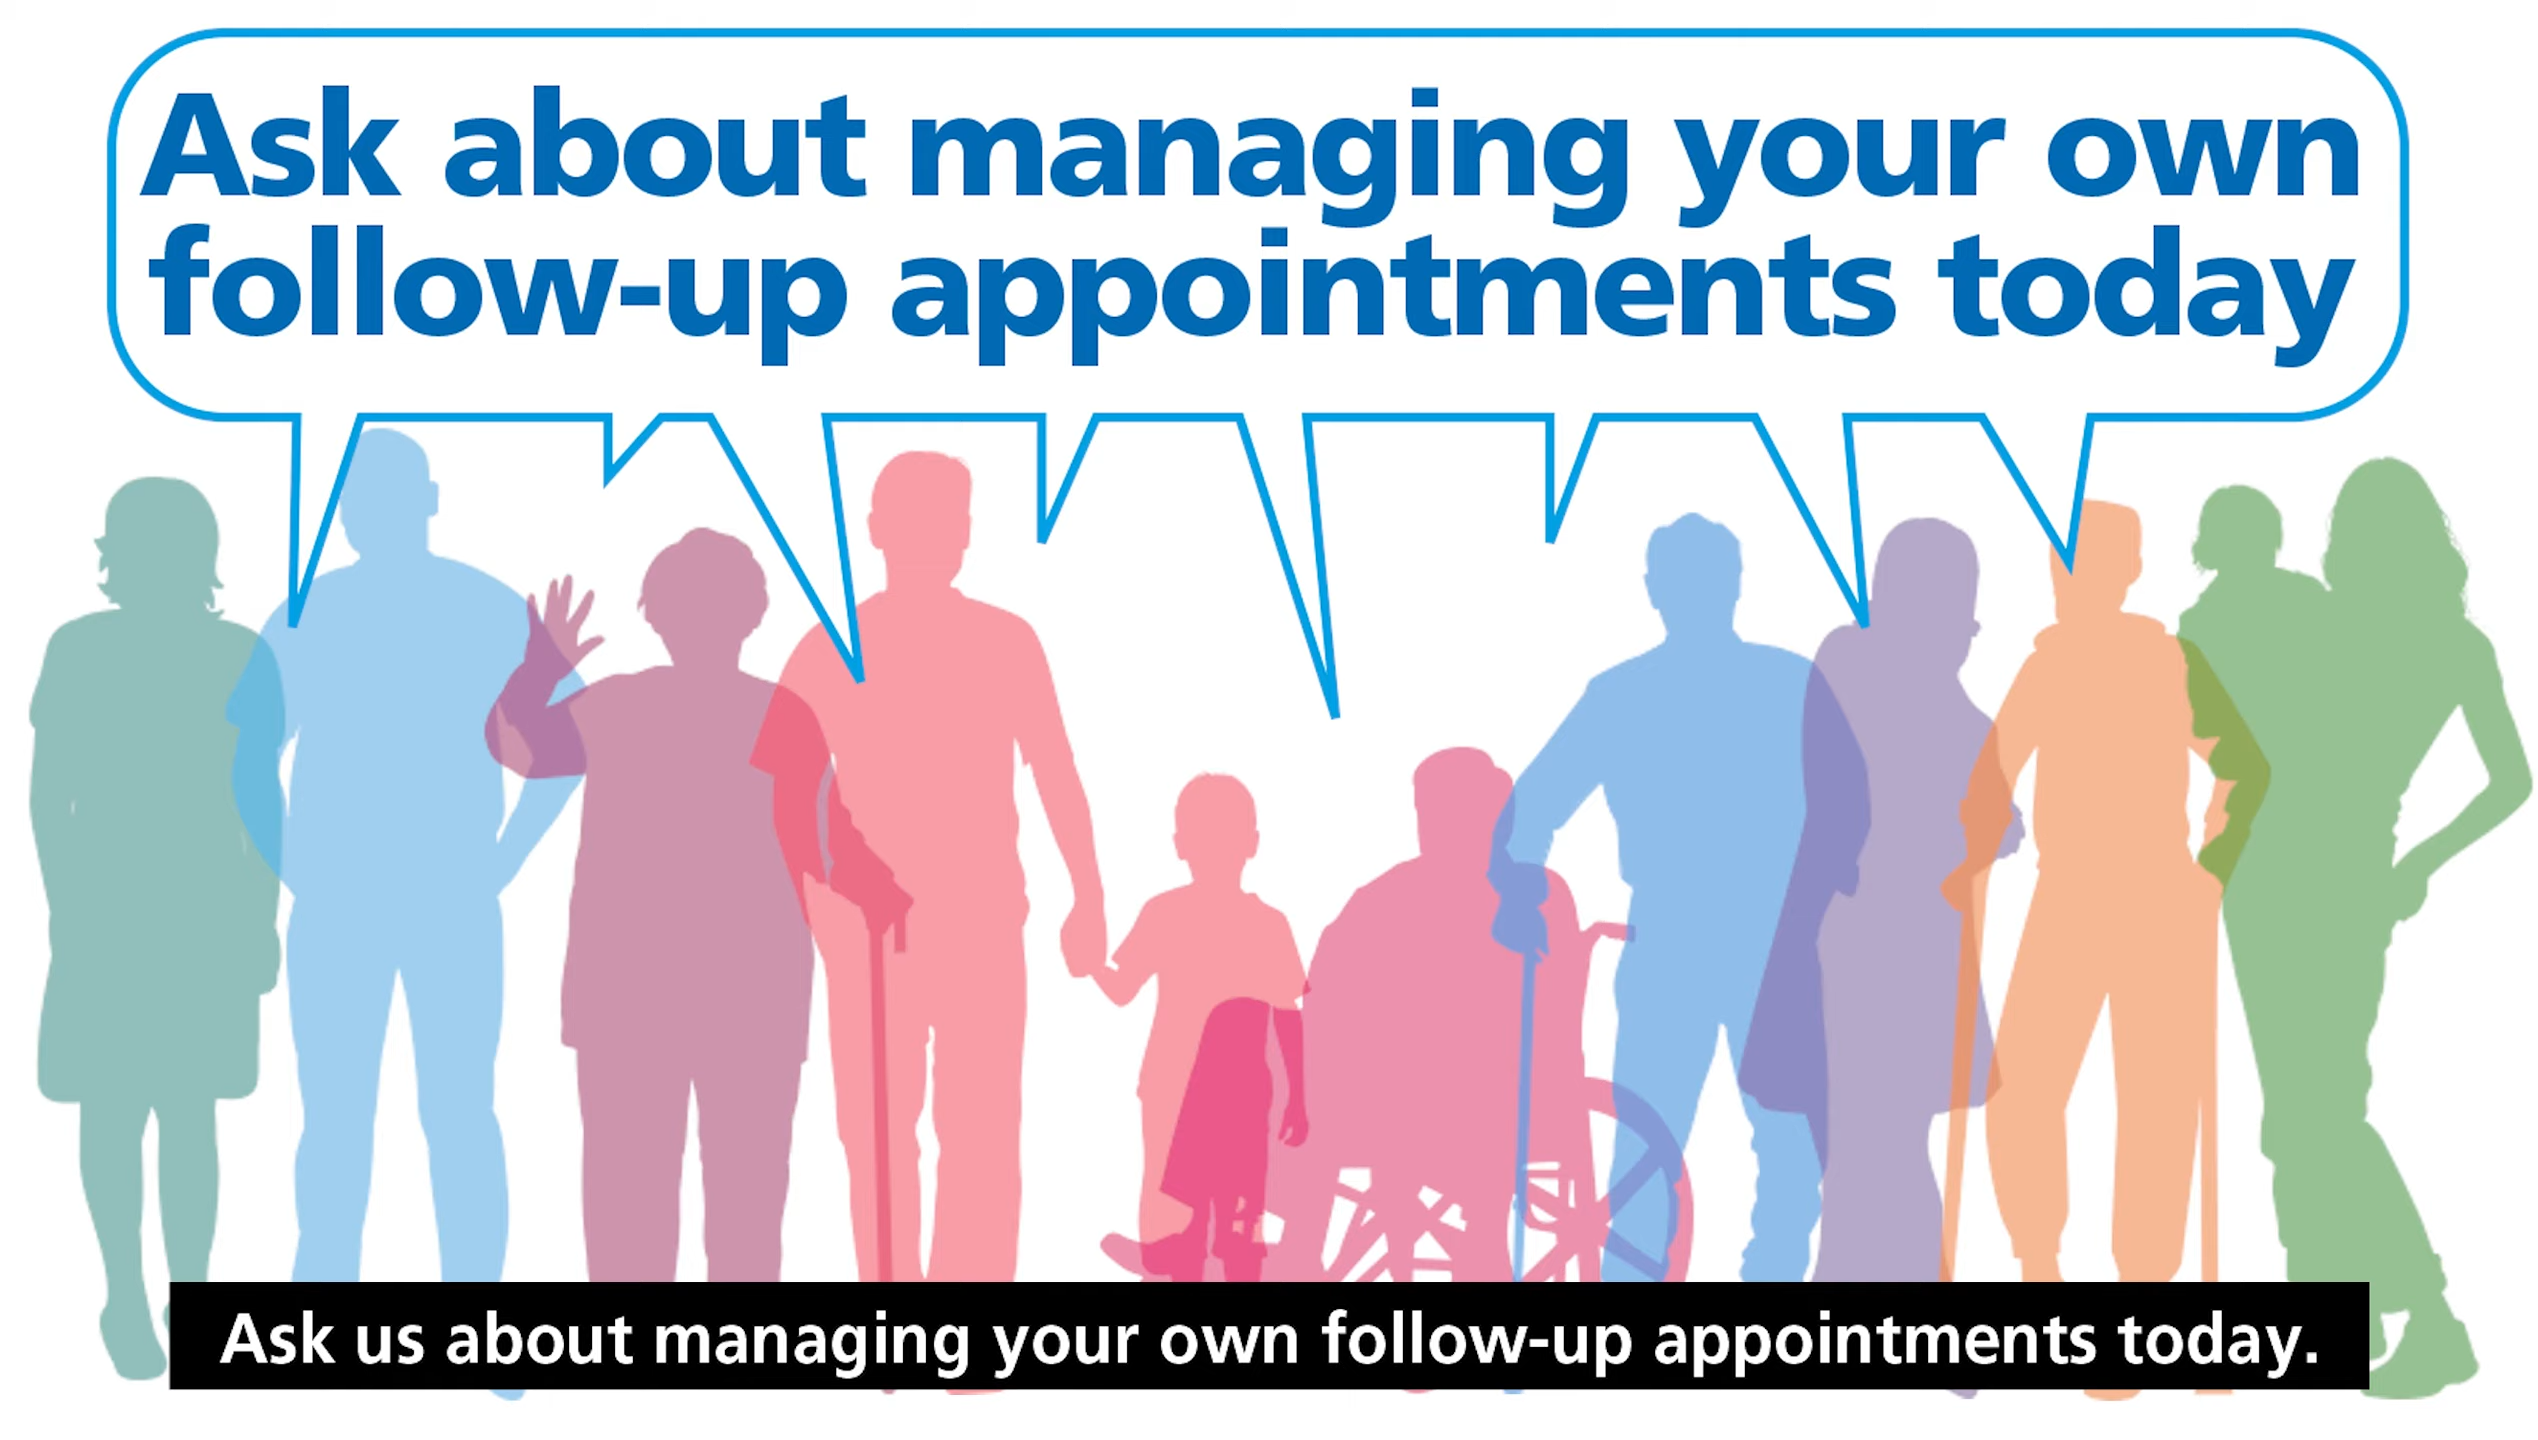 Ask about managing your own
follow-up appointments today
Ask us about managing your own follow-up appointments today.